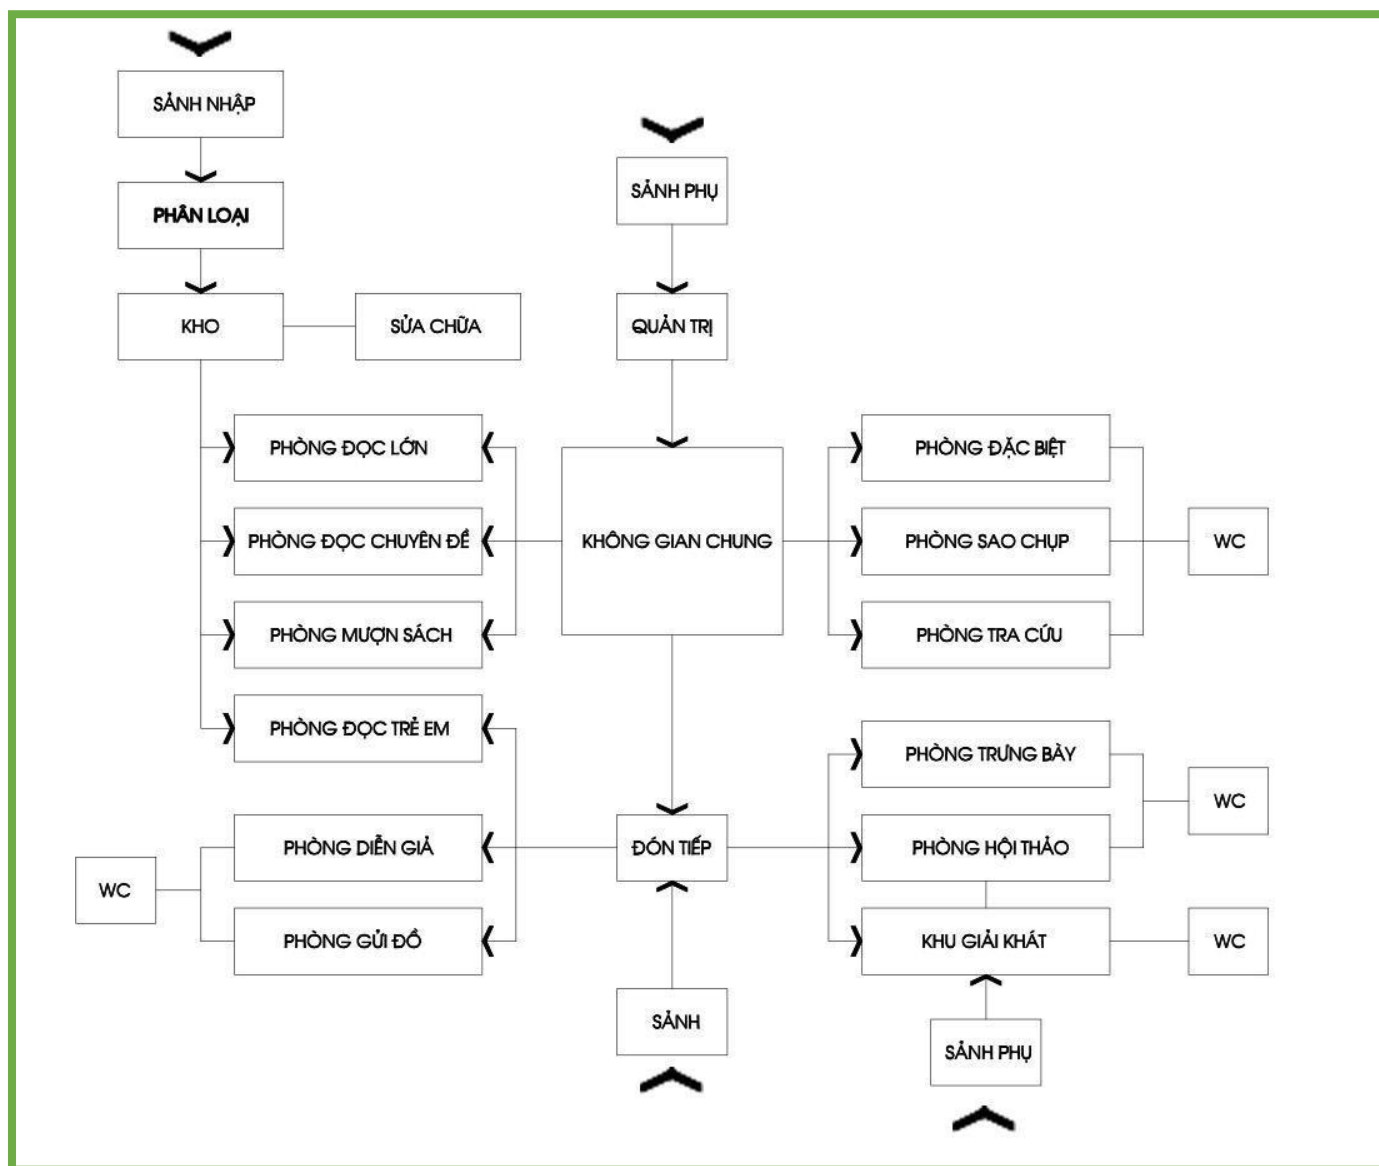 SẢNH NHẬP
PHÂN LOẠI
SẢNH PHỤ
KHO
SỬA CHỮA
QUẢN TRỊ
PHÒNG ĐỌC LỚN
PHÒNG ĐẶC BIỆT
PHÒNG ĐỌC CHUYÊN ĐỀ
KHÔNG GIAN CHUNG
PHÒNG SAO CHỤP
WC
PHÒNG MƯỢN SÁCH
PHÒNG TRA CỨU
PHÒNG ĐỌC TRẺ EM
PHÒNG TRƯNG BÀY
WC
PHÒNG DIỄN GIẢ
ĐÓN TIẾP
PHÒNG HỘI THẢO
WC
PHÒNG GỬI ĐỒ
KHU GIẢI KHÁT
WC
SẢNH
SẢNH PHỤ